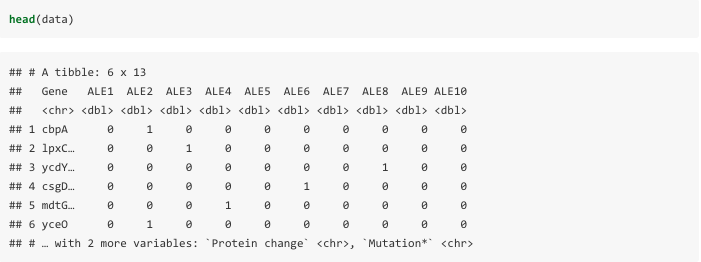 head(data)
## # A tibble: 6 x 13
##   Gene   ALE1  ALE2  ALE3  ALE4  ALE5  ALE6  ALE7  ALE8  ALE9 ALE10
##   <chr> <dbl> <dbl> <dbl> <dbl> <dbl> <dbl> <dbl> <dbl> <dbl> <dbl>
## 1 cbpA      0     1     0     0     0     0     0     0     0     0
## 2 lpxC…     0     0     1     0     0     0     0     0     0     0
## 3 ycdY…     0     0     0     0     0     0     0     1     0     0
## 4 csgD…     0     0     0     0     0     1     0     0     0     0
## 5 mdtG…     0     0     0     1     0     0     0     0     0     0
## 6 yceO      0     1     0     0     0     0     0     0     0     0
## # … with 2 more variables: `Protein change` <chr>, `Mutation*` <chr>